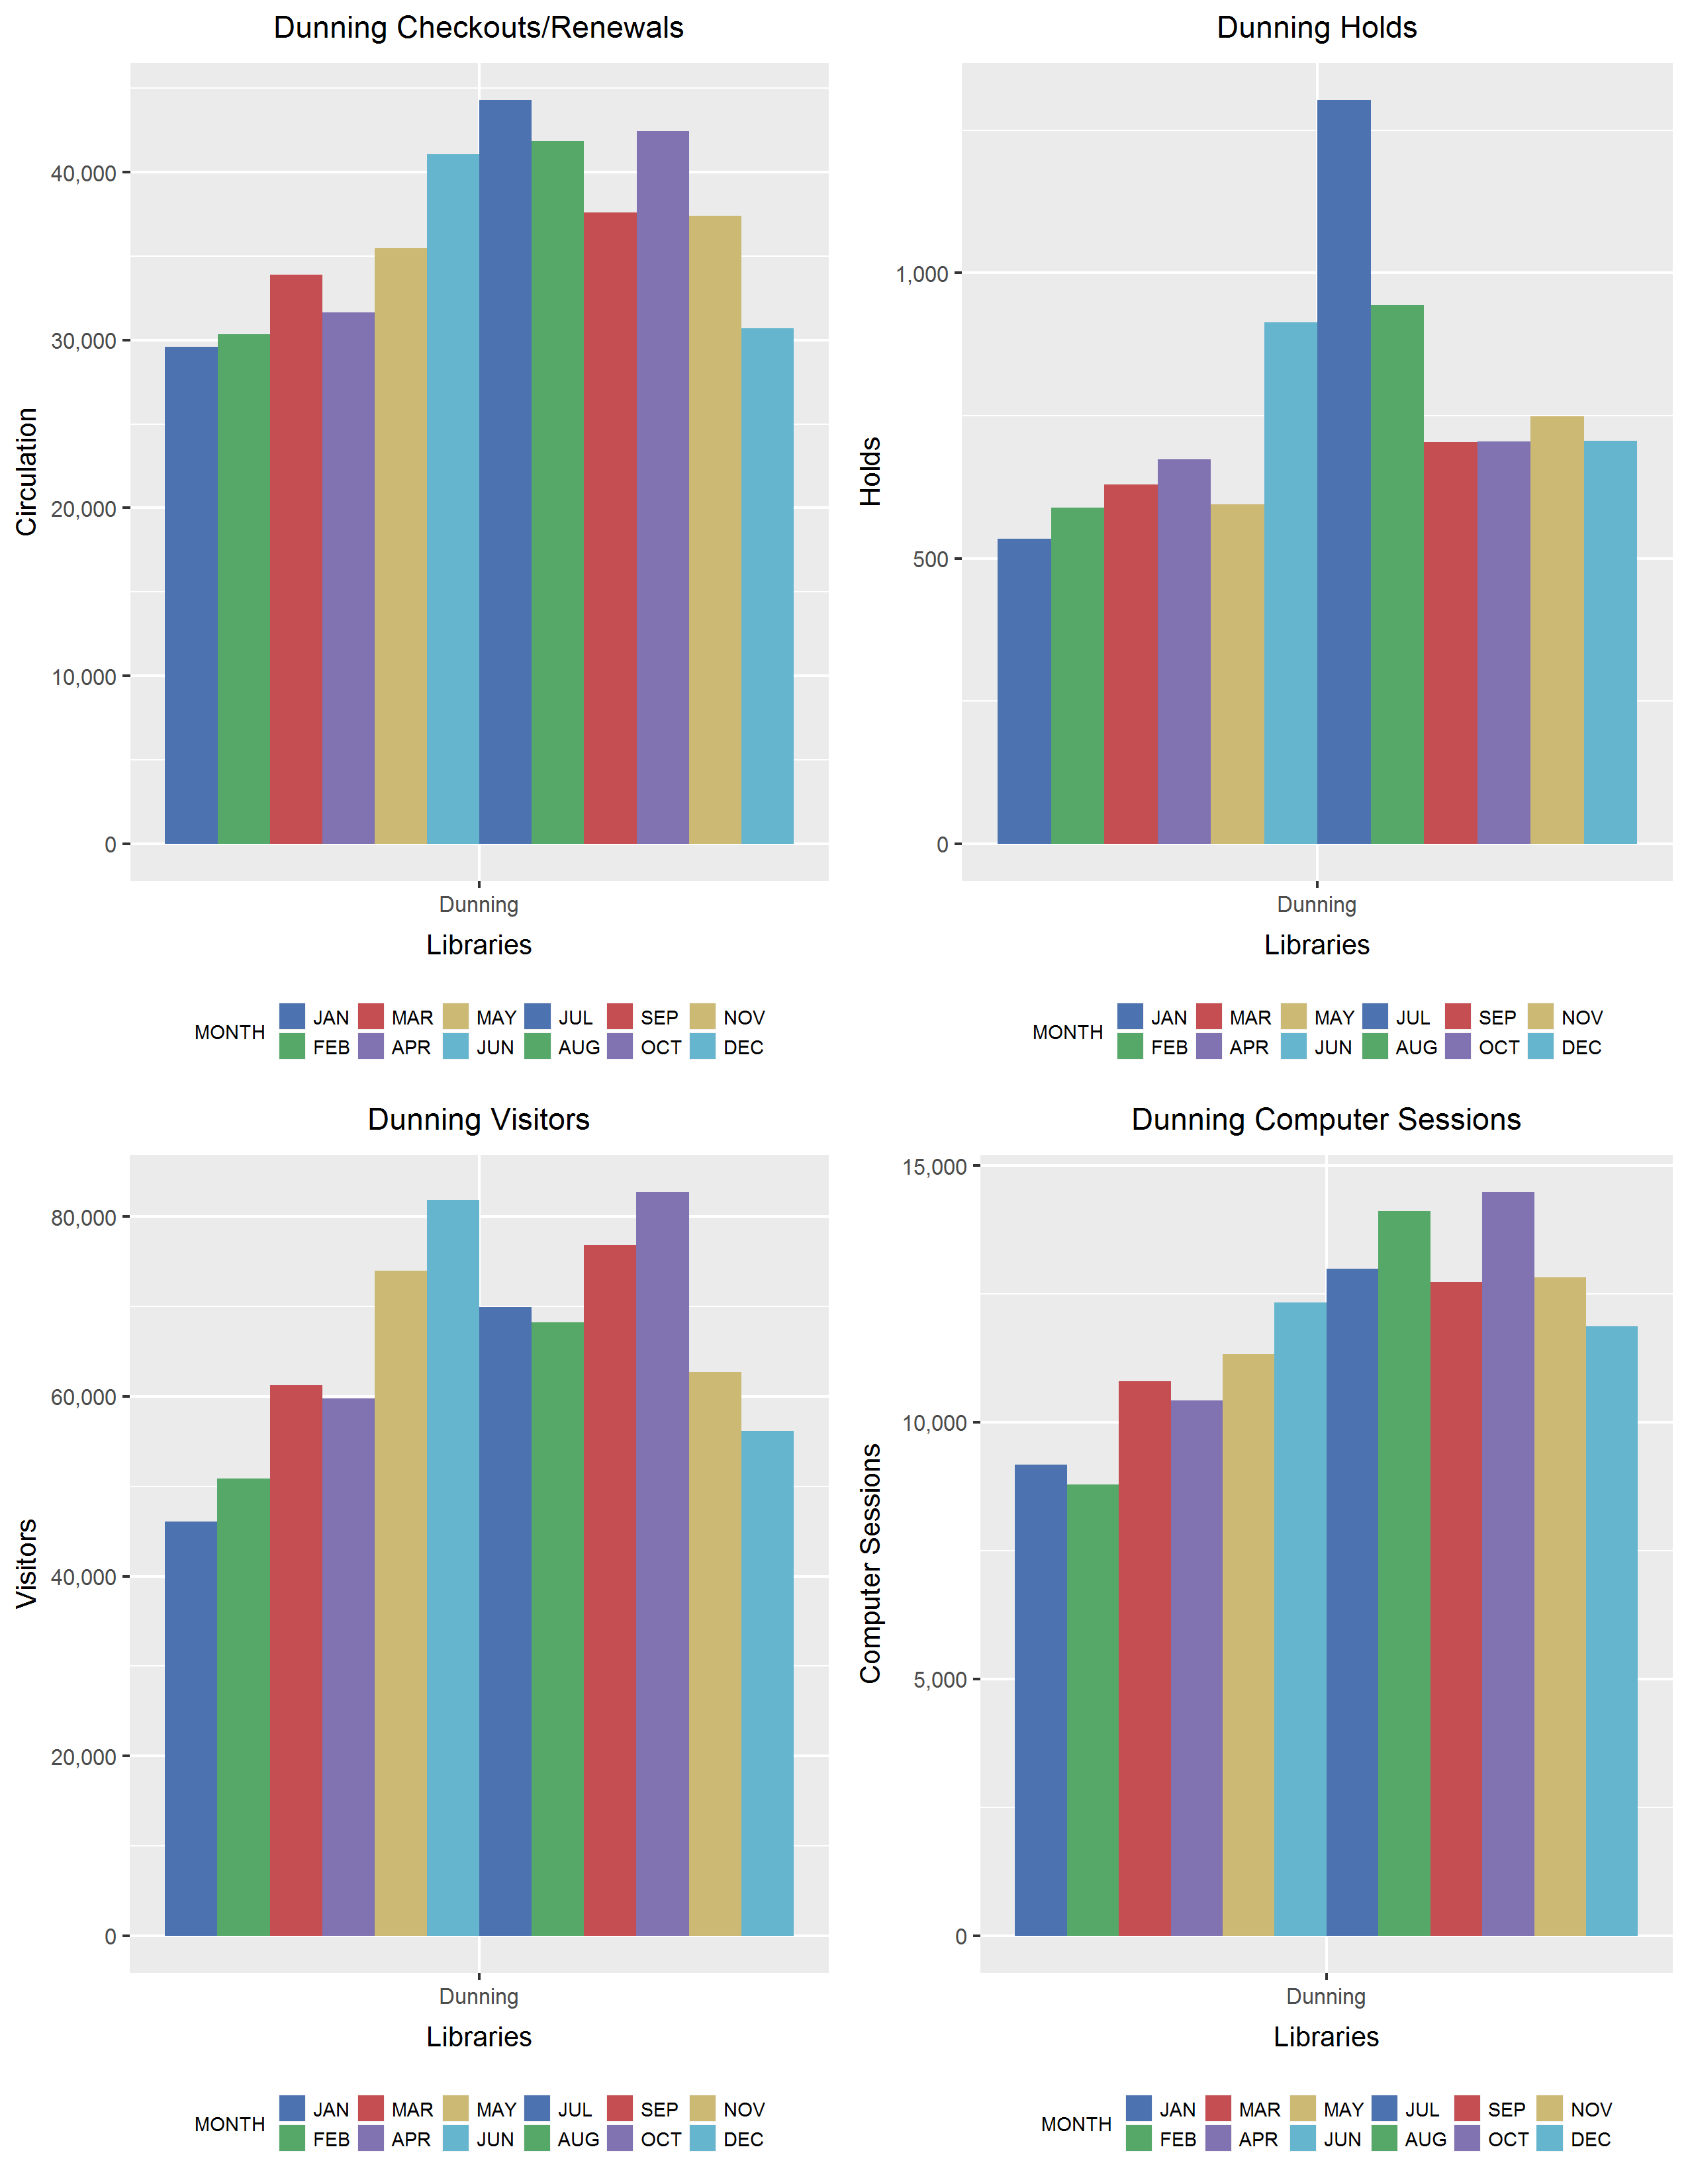 Dunning Checkouts/Renewals
Circulation
40,000
30,000
20,000
10,000
0
Dunning
Libraries
MONTH
JAN MAR MAY JUL SEP NOV
FEB APR JUN AUG OCT DEC
Dunning Holds
Holds
1,000
500
0
Dunning
Libraries
MONTH
JAN MAR MAY JUL SEP NOV
FEB APR JUN AUG OCT DEC
Dunning Visitors
Visitors
80,000
60,000
40,000
20,000
0
Dunning
Libraries
MONTH
JAN MAR MAY JUL SEP NOV
FEB APR JUN AUG OCT DEC
Dunning Computer Sessions
Computer Sessions
15,000
10,000
5,000
0
Dunning
Libraries
MONTH
JAN MAR MAY JUL SEP NOV
FEB APR JUN AUG OCT DEC